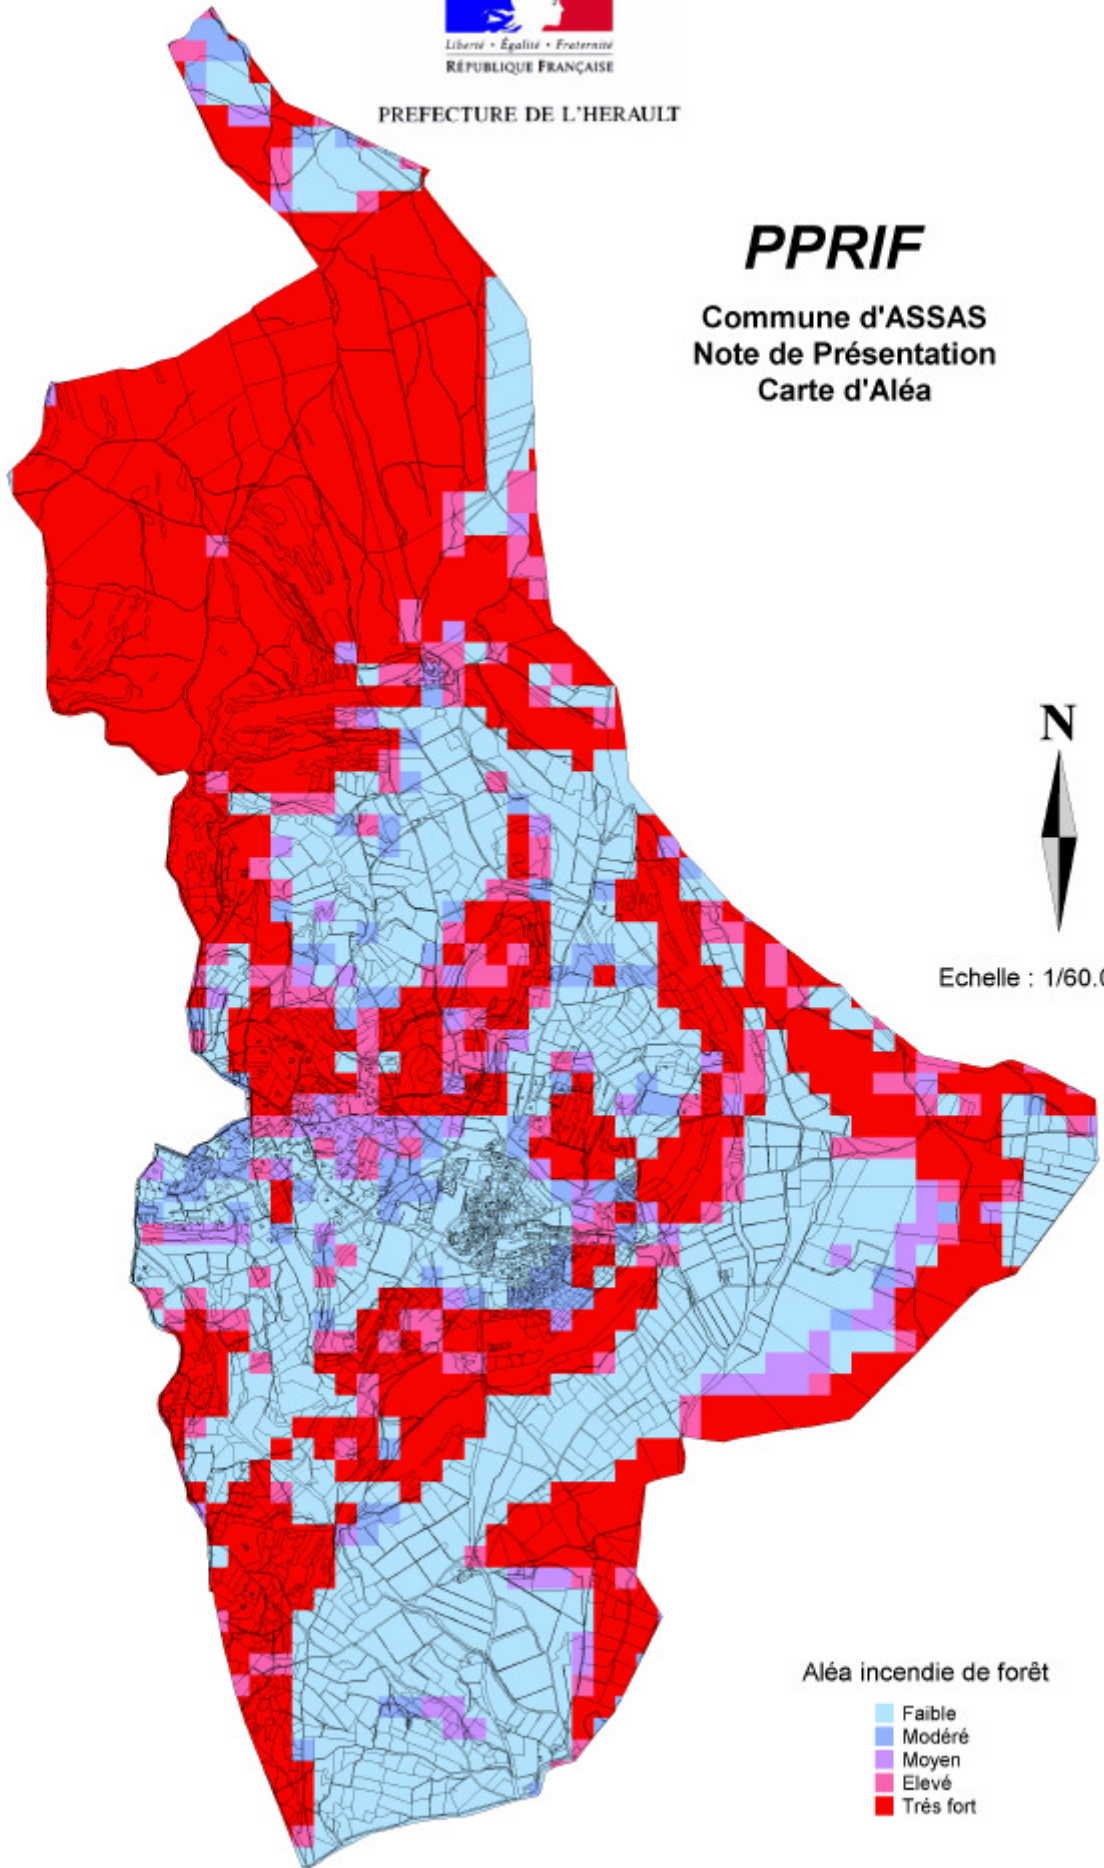 Liberté • Égalité • Fraternité
RÉPUBLIQUE FRANÇAISE
PREFECTURE DE L'HERAULT
PPRIF
Commune d'ASSAS
Note de Présentation
Carte d'Aléa
N
Echelle : 1/60.0
Aléa incendie de forêt
Faible
Modéré
Moyen
Elevé
Trés fort